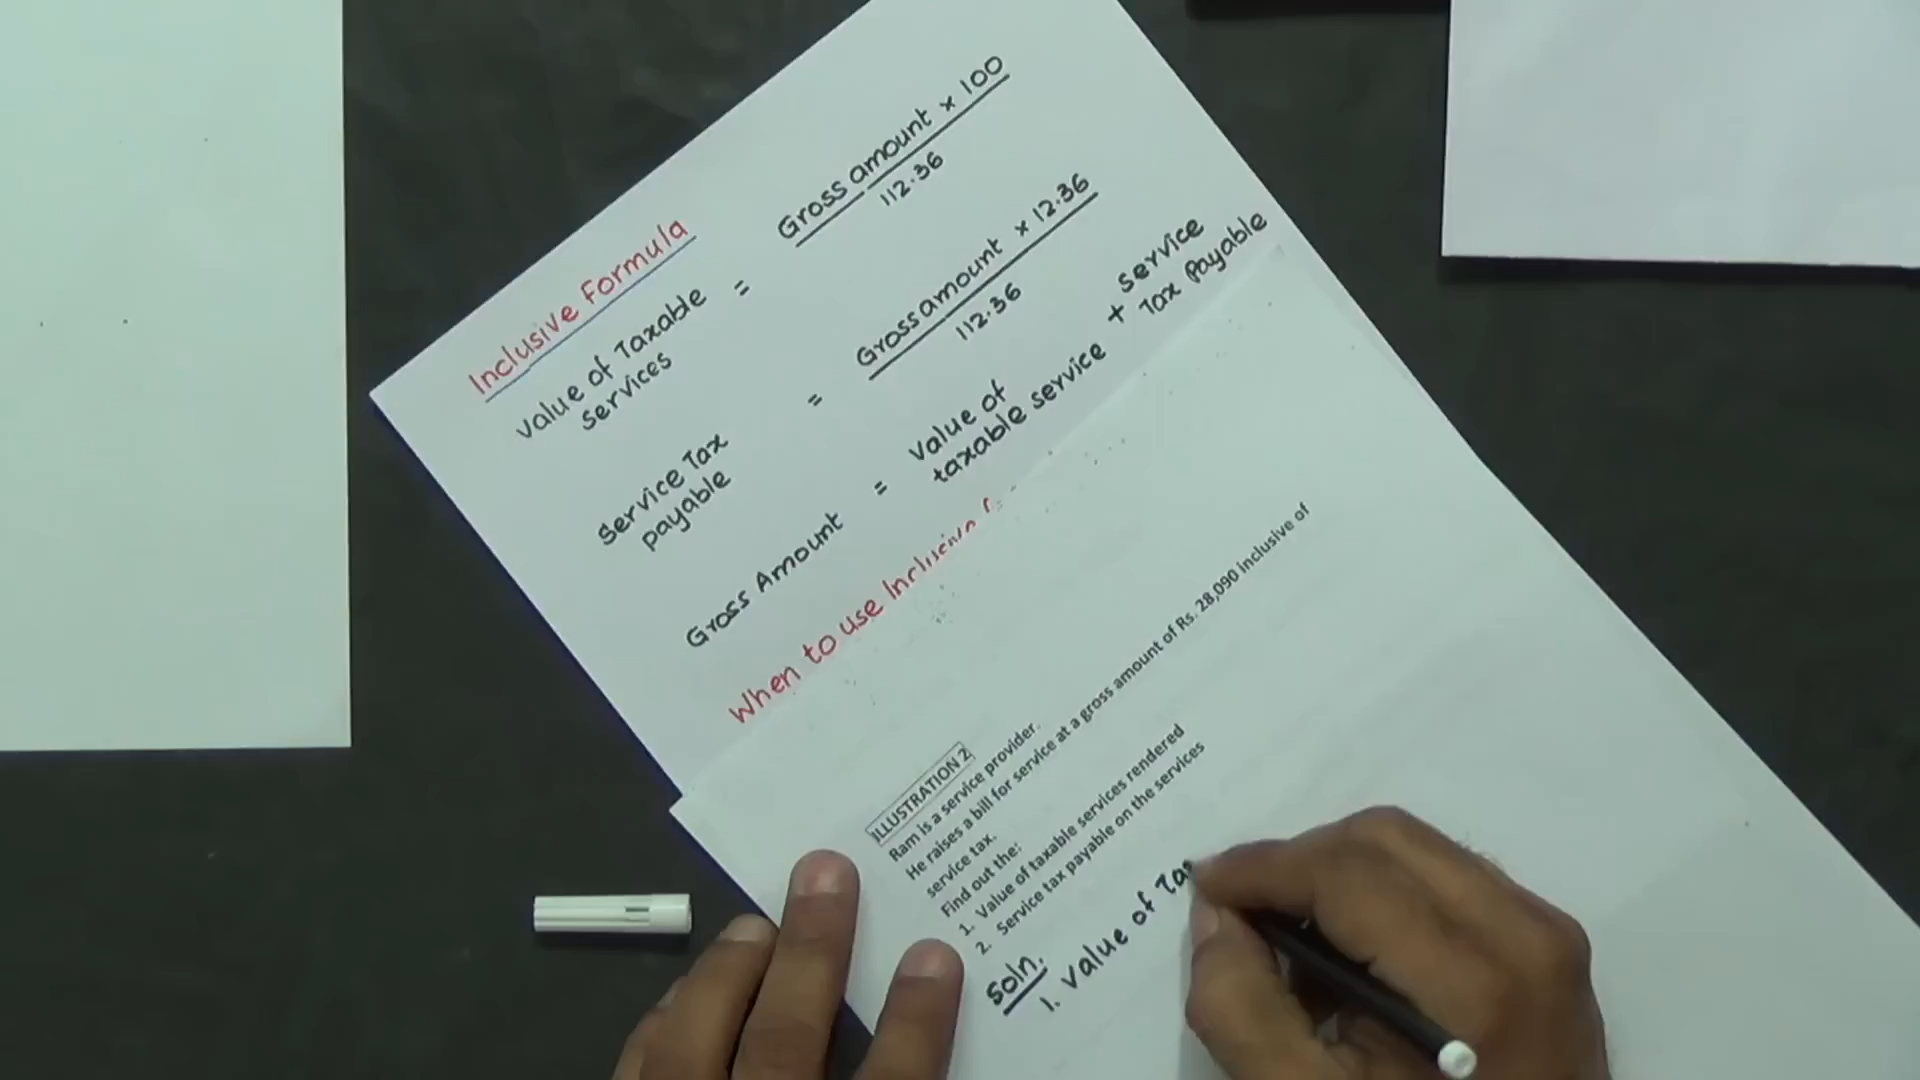 Inclusive Formula
Value of Taxable services = Gross amount × 100
112.36
Service Tax payable = Gross amount × 12.36
112.36
Gross Amount = Value of taxable service + service Tax payable
When to use Inclusive
ILLUSTRATION 2
Ram is a service provider.
He raises a bill for service at a gross amount of Rs. 28,090 inclusive of
service tax.
Find out the:
1. Value of taxable services rendered
2. Service tax payable on the services
Soln.
1. Value of Tax